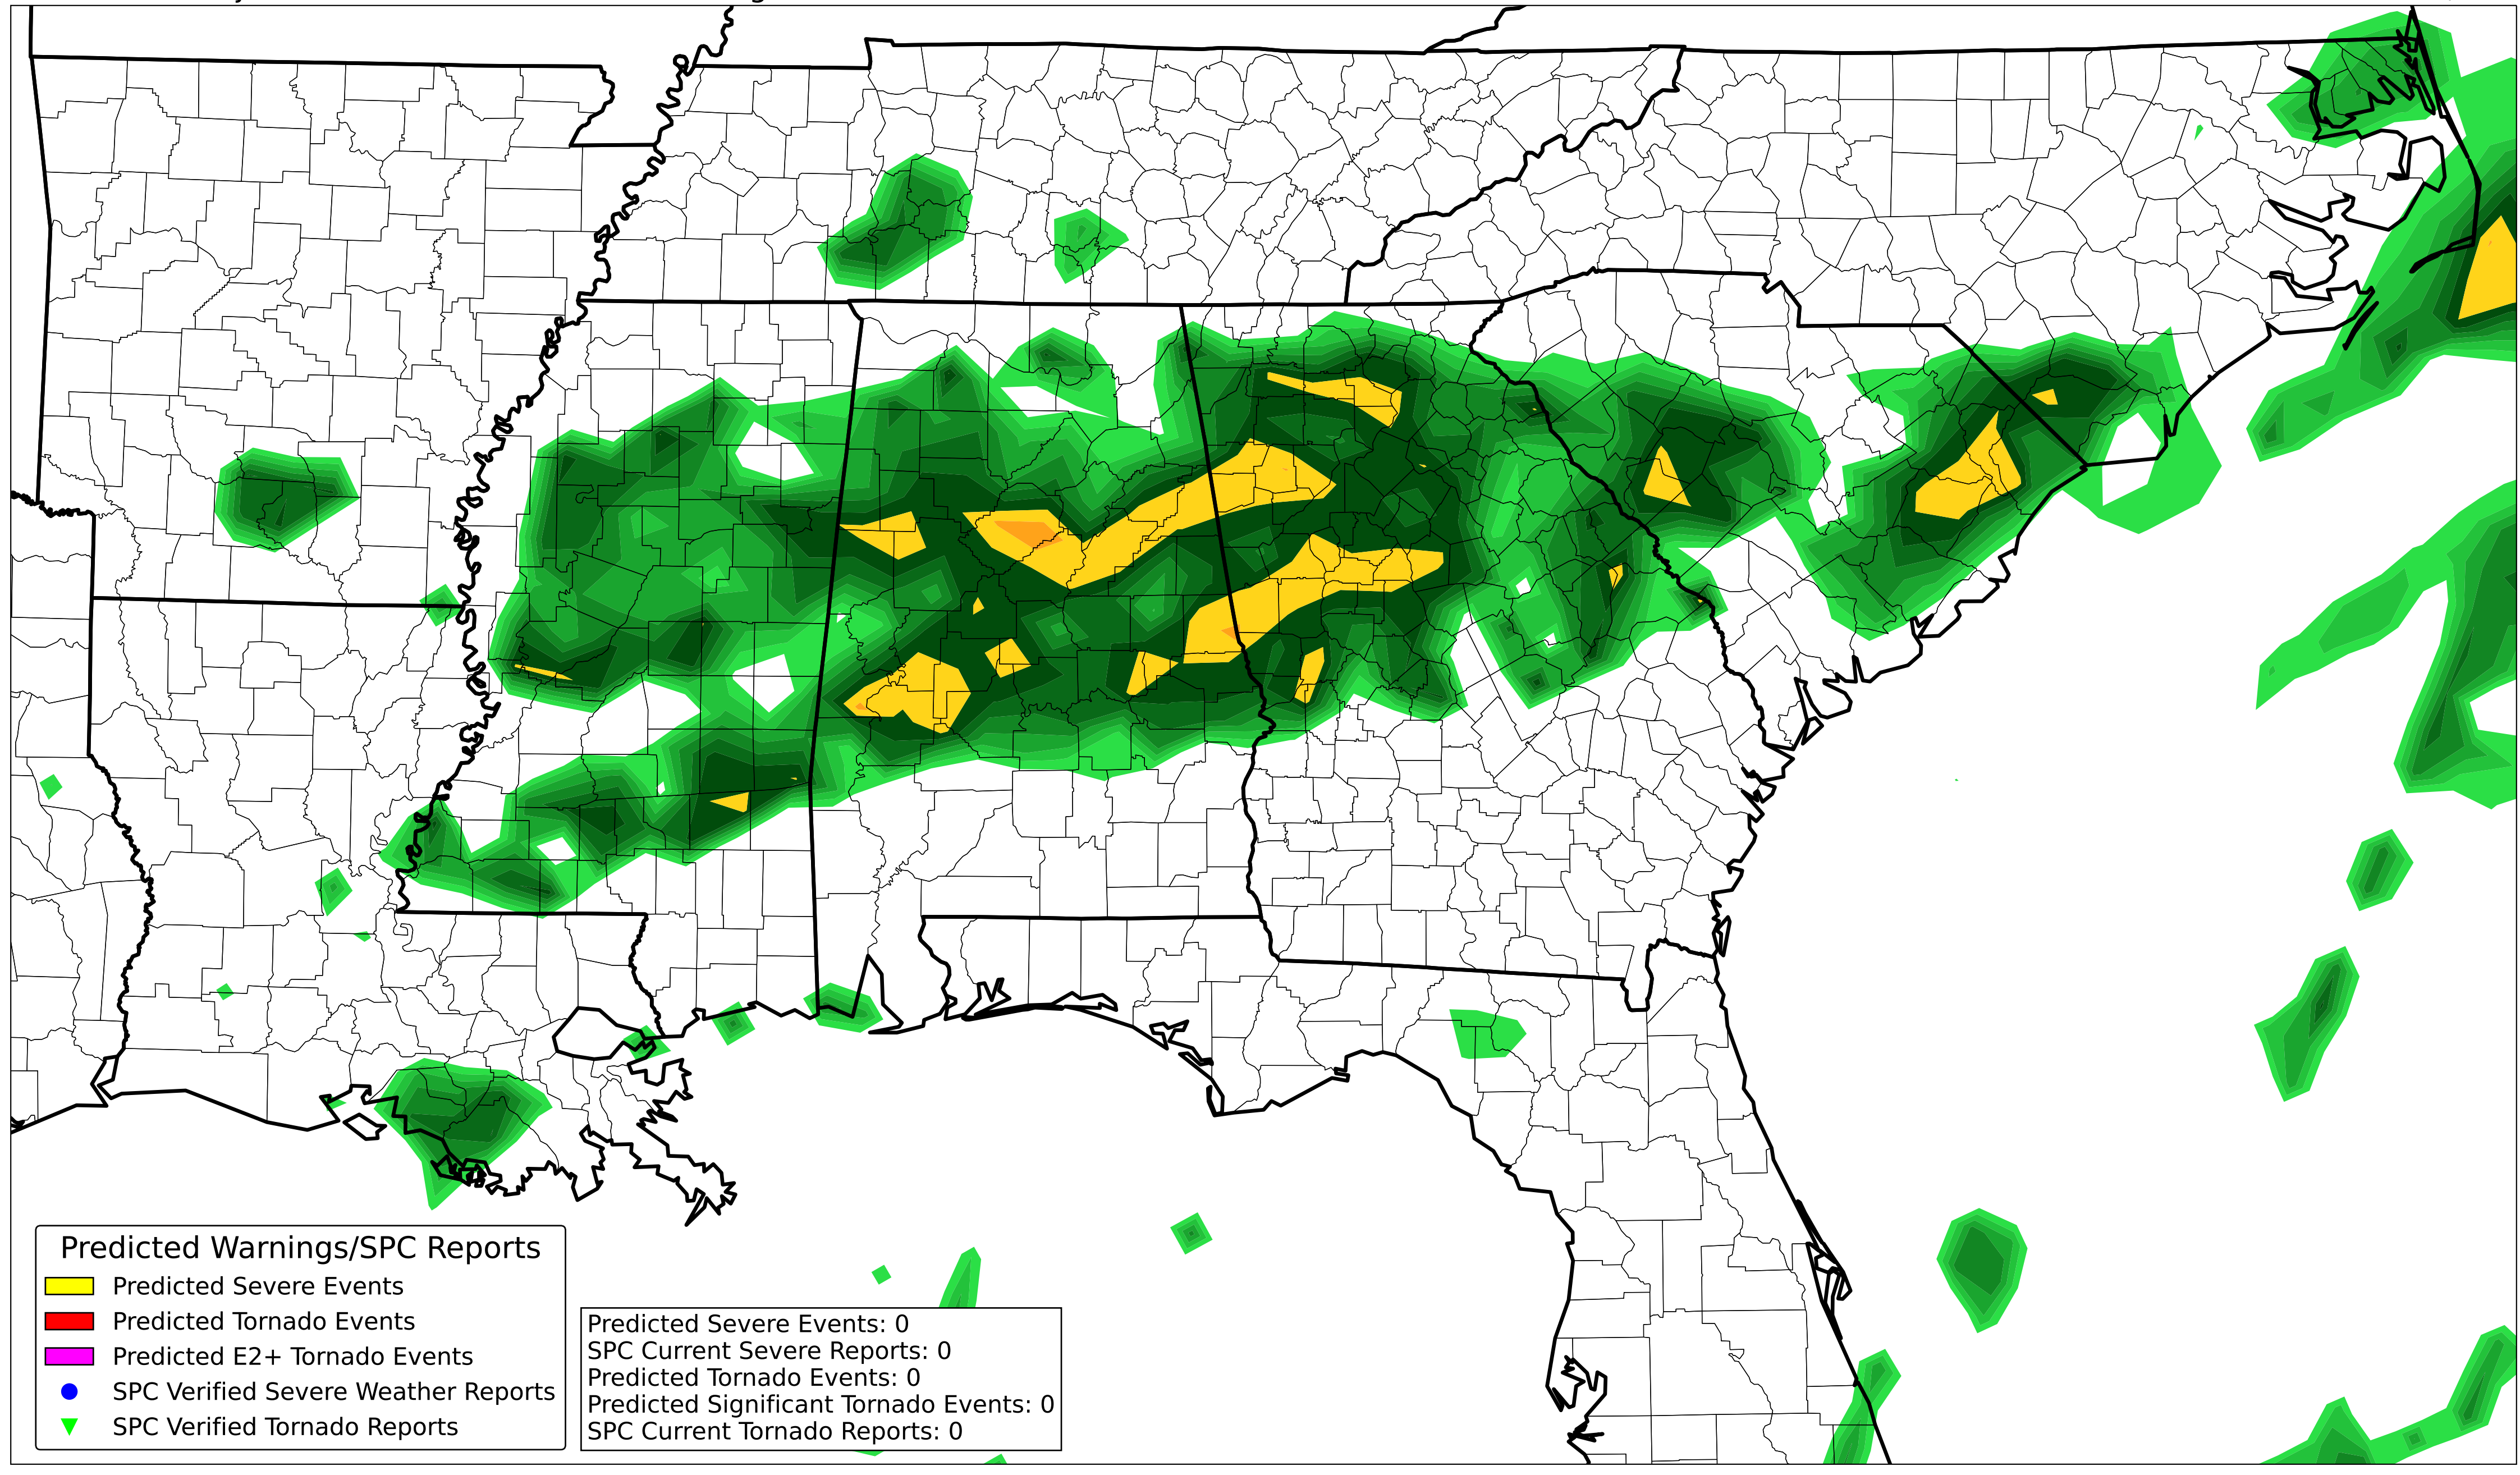 Predicted Warnings/SPC Reports
Predicted Severe Events
Predicted Tornado Events
Predicted E2+ Tornado Events
SPC Verified Severe Weather Reports
SPC Verified Tornado Reports
Predicted Severe Events: 0
SPC Current Severe Reports: 0
Predicted Tornado Events: 0
Predicted Significant Tornado Events: 0
SPC Current Tornado Reports: 0